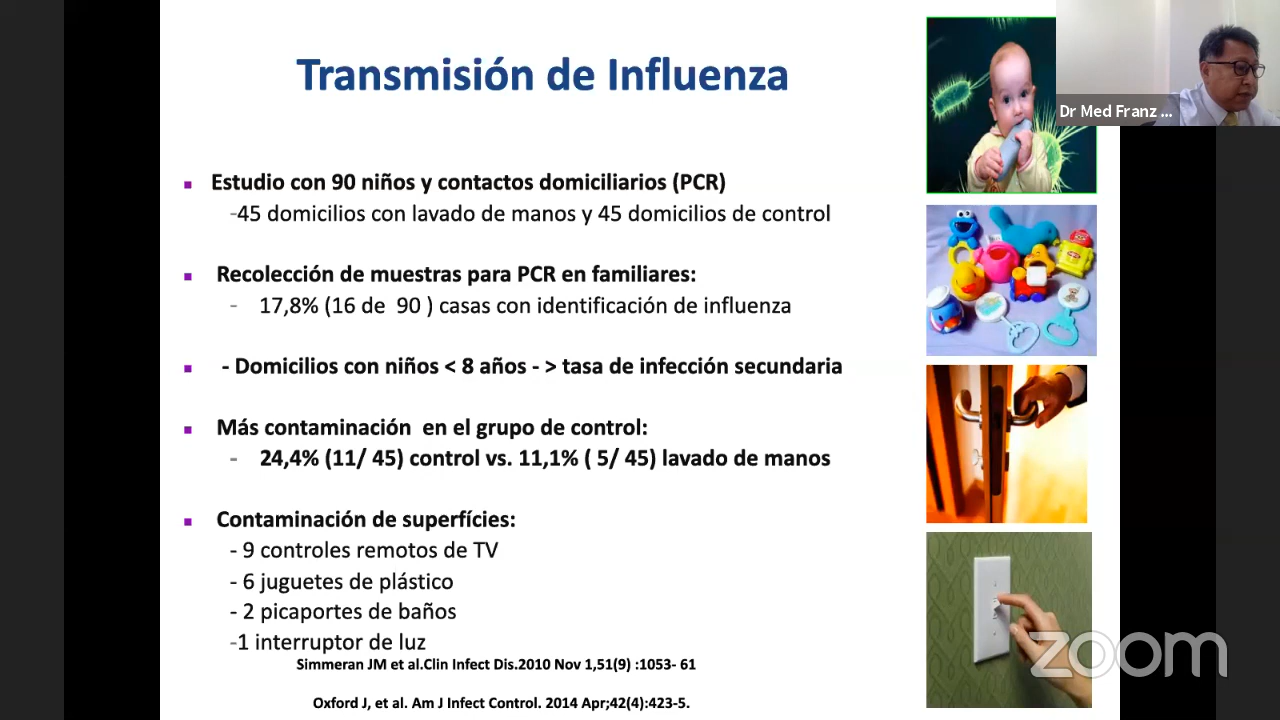 Transmisión de Influenza
Dr Med Franz ...
Estudio con 90 niños y contactos domiciliarios (PCR)
-45 domicilios con lavado de manos y 45 domicilios de control
Recolección de muestras para PCR en familiares:
- 17,8% (16 de 90 ) casas con identificación de influenza
- Domicilios con niños < 8 años - > tasa de infección secundaria
Más contaminación en el grupo de control:
- 24,4% (11/ 45) control vs. 11,1% ( 5/ 45) lavado de manos
Contaminación de superfícies:
- 9 controles remotos de TV
- 6 juguetes de plástico
- 2 picaportes de baños
-1 interruptor de luz
Simmeran JM et al.Clin Infect Dis.2010 Nov 1,51(9) :1053- 61
Oxford J, et al. Am J Infect Control. 2014 Apr;42(4):423-5.
zoom